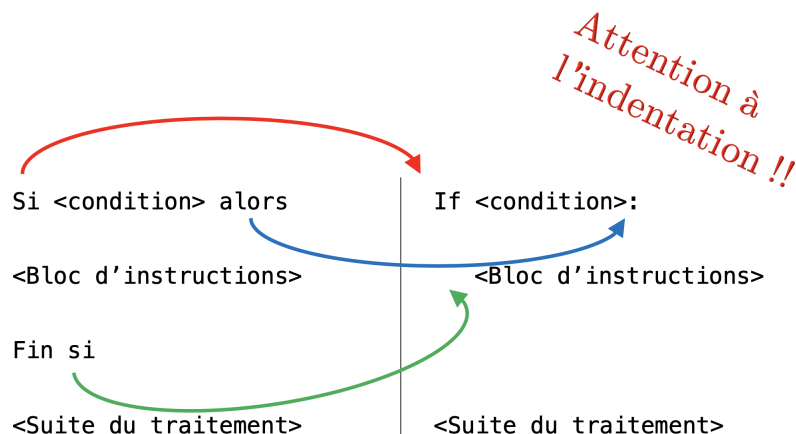 Attention à
l'indentation !!
Si <condition> alors
If <condition>:
<Bloc d’instructions>
<Bloc d’instructions>
Fin si
<Suite du traitement>
<Suite du traitement>